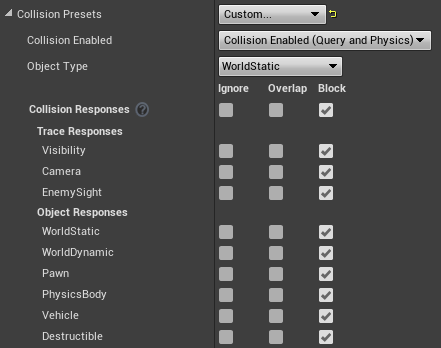 Collision Presets Custom...
Collision Enabled Collision Enabled (Query and Physics)
Object Type WorldStatic
Ignore Overlap Block
Collision Responses ?
Trace Responses
Visibility
Camera
EnemySight
Object Responses
WorldStatic
WorldDynamic
Pawn
PhysicsBody
Vehicle
Destructible